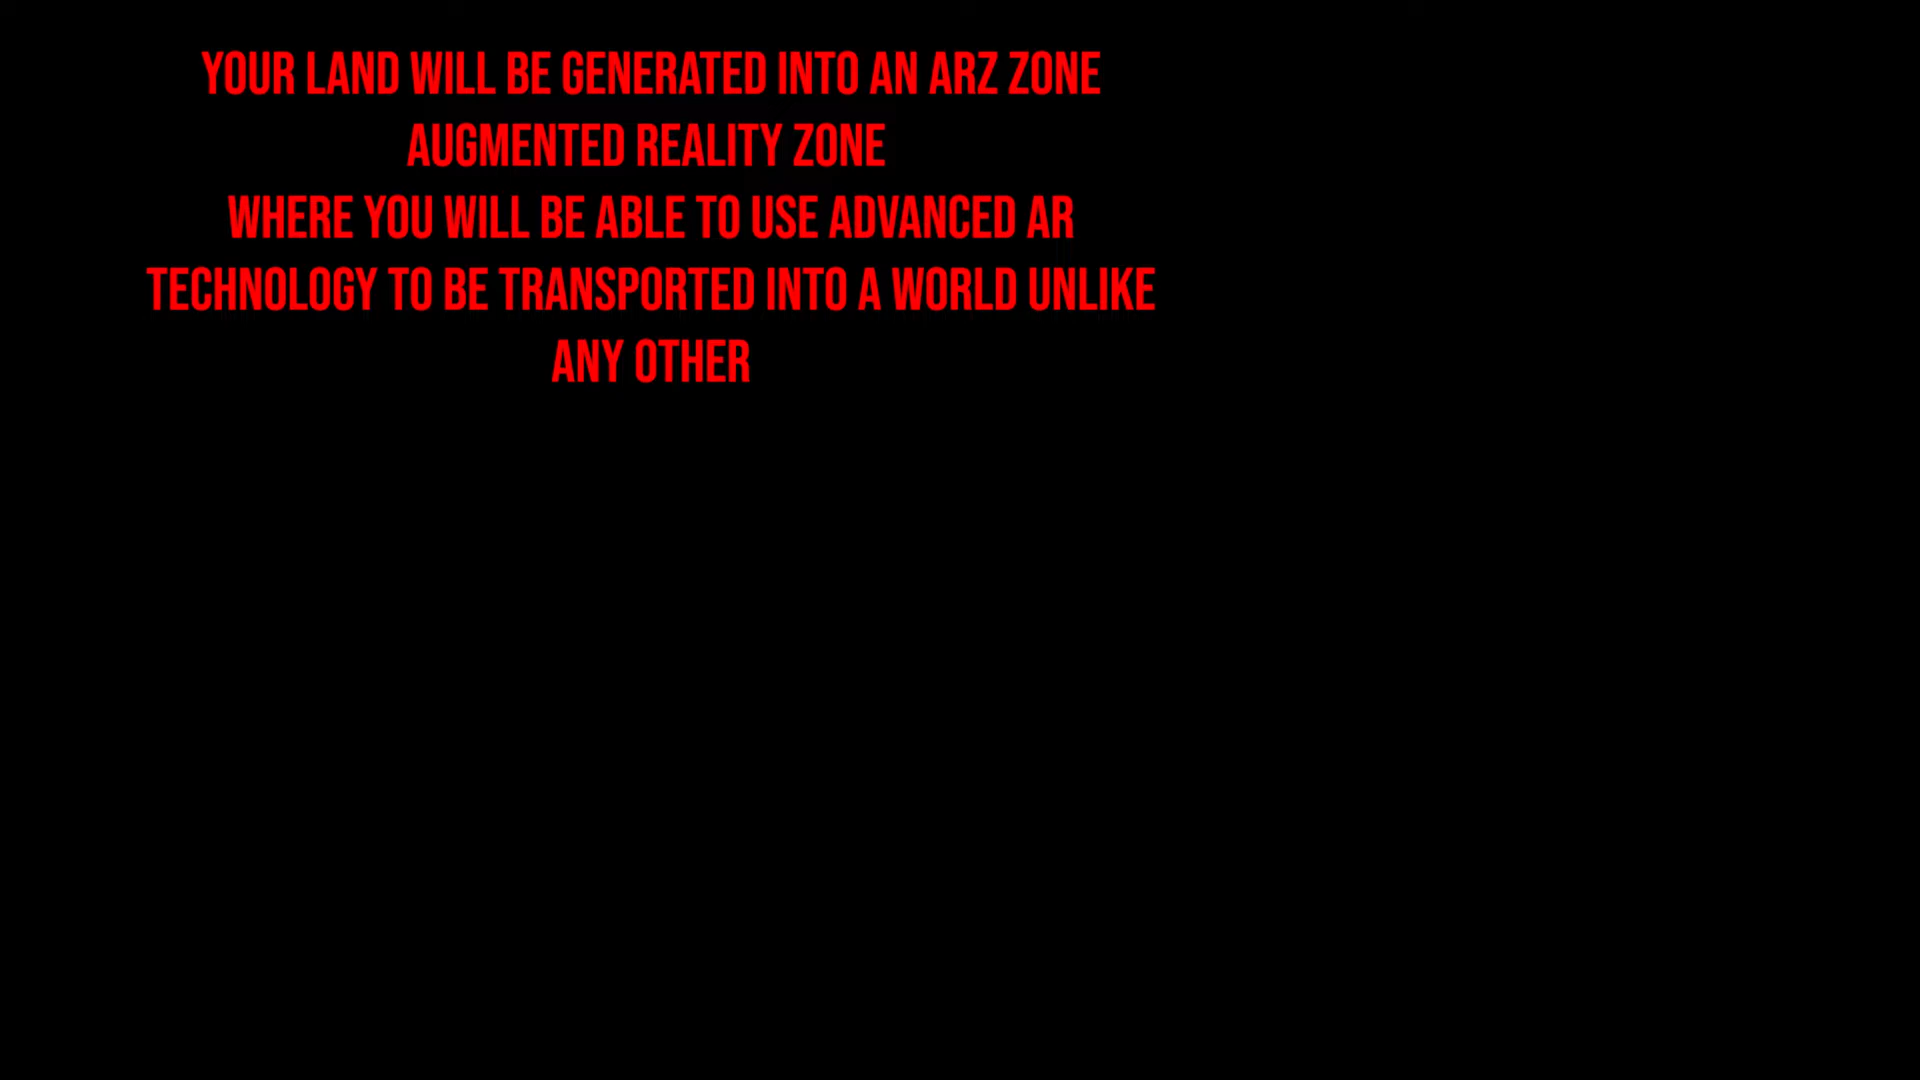 YOUR LAND WILL BE GENERATED INTO AN ARZ ZONE
AUGMENTED REALITY ZONE
WHERE YOU WILL BE ABLE TO USE ADVANCED AR
TECHNOLOGY TO BE TRANSPORTED INTO A WORLD UNLIKE
ANY OTHER